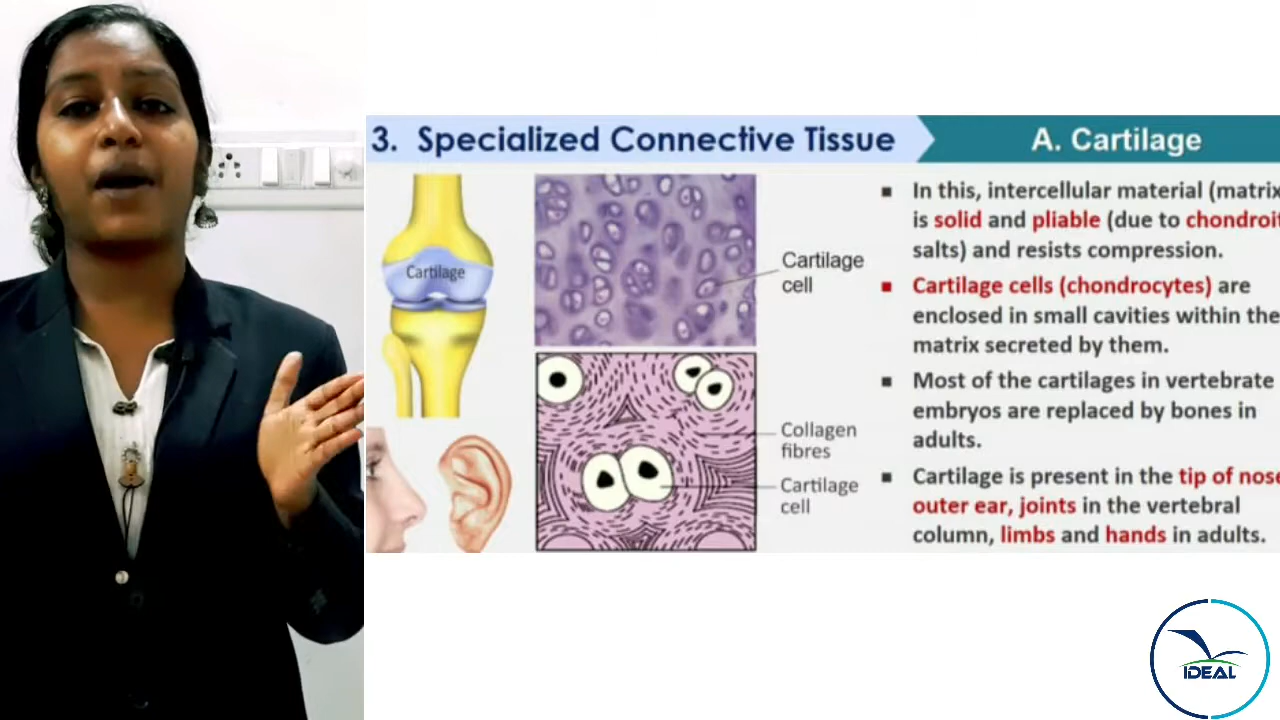 3. Specialized Connective Tissue
A. Cartilage
Cartilage
Cartilage
cell
Collagen
fibres
Cartilage
cell
▪ In this, intercellular material (matrix
is solid and pliable (due to chondroit
salts) and resists compression.
▪ Cartilage cells (chondrocytes) are
enclosed in small cavities within the
matrix secreted by them.
▪ Most of the cartilages in vertebrate
embryos are replaced by bones in
adults.
▪ Cartilage is present in the tip of nose
outer ear, joints in the vertebral
column, limbs and hands in adults.
IDEAL